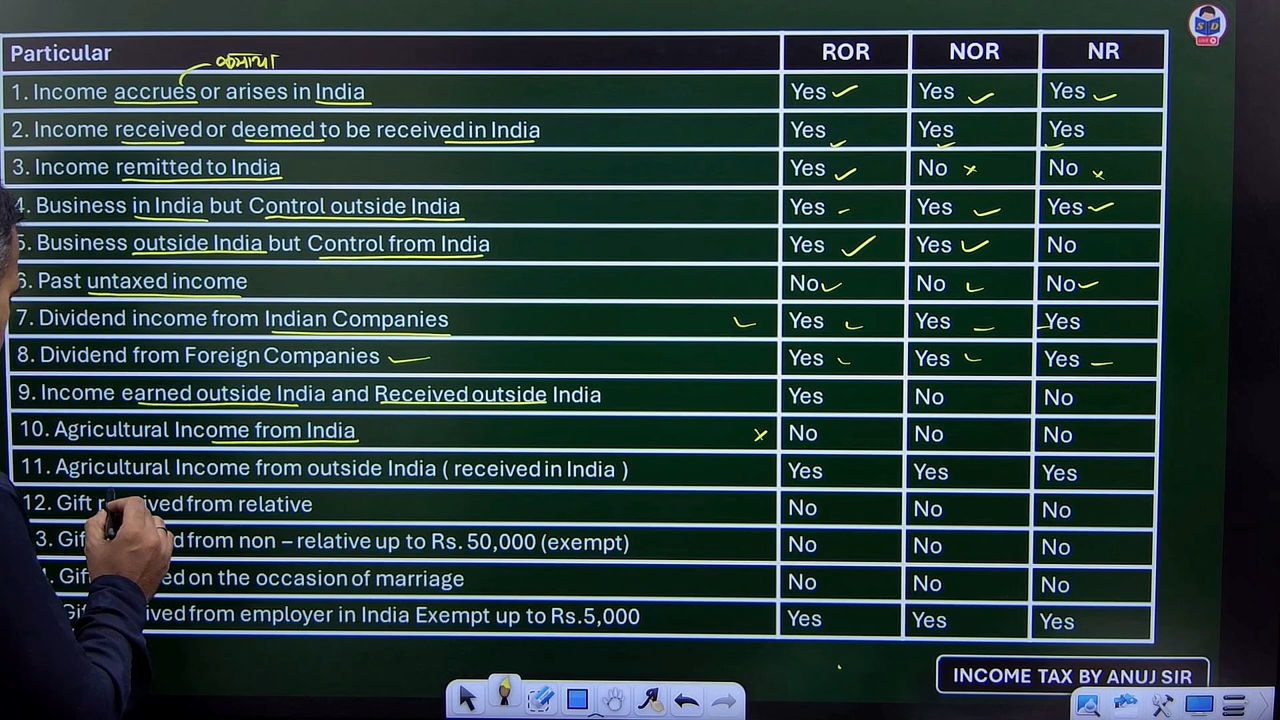 Particular ROR NOR NR
कमाया
1. Income accrues or arises in India Yes Yes Yes
2. Income received or deemed to be received in India Yes Yes Yes
3. Income remitted to India Yes No No
4. Business in India but Control outside India Yes Yes Yes
5. Business outside India but Control from India Yes Yes No
6. Past untaxed income No No No
7. Dividend income from Indian Companies Yes Yes Yes
8. Dividend from Foreign Companies Yes Yes Yes
9. Income earned outside India and Received outside India Yes No No
10. Agricultural Income from India No No No
11. Agricultural Income from outside India ( received in India ) Yes Yes Yes
12. Gift from relative No No No
from non – relative up to Rs. 50,000 (exempt) No No No
on the occasion of marriage No No No
from employer in India Exempt up to Rs.5,000 Yes Yes Yes
INCOME TAX BY ANUJ SIR